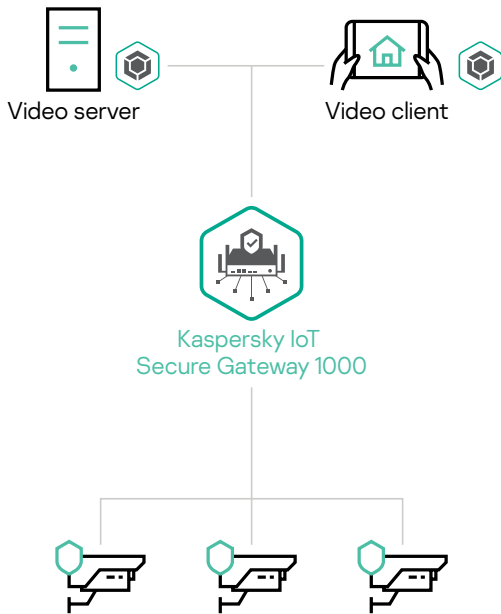 Video server
Video client
Kaspersky IoT
Secure Gateway 1000